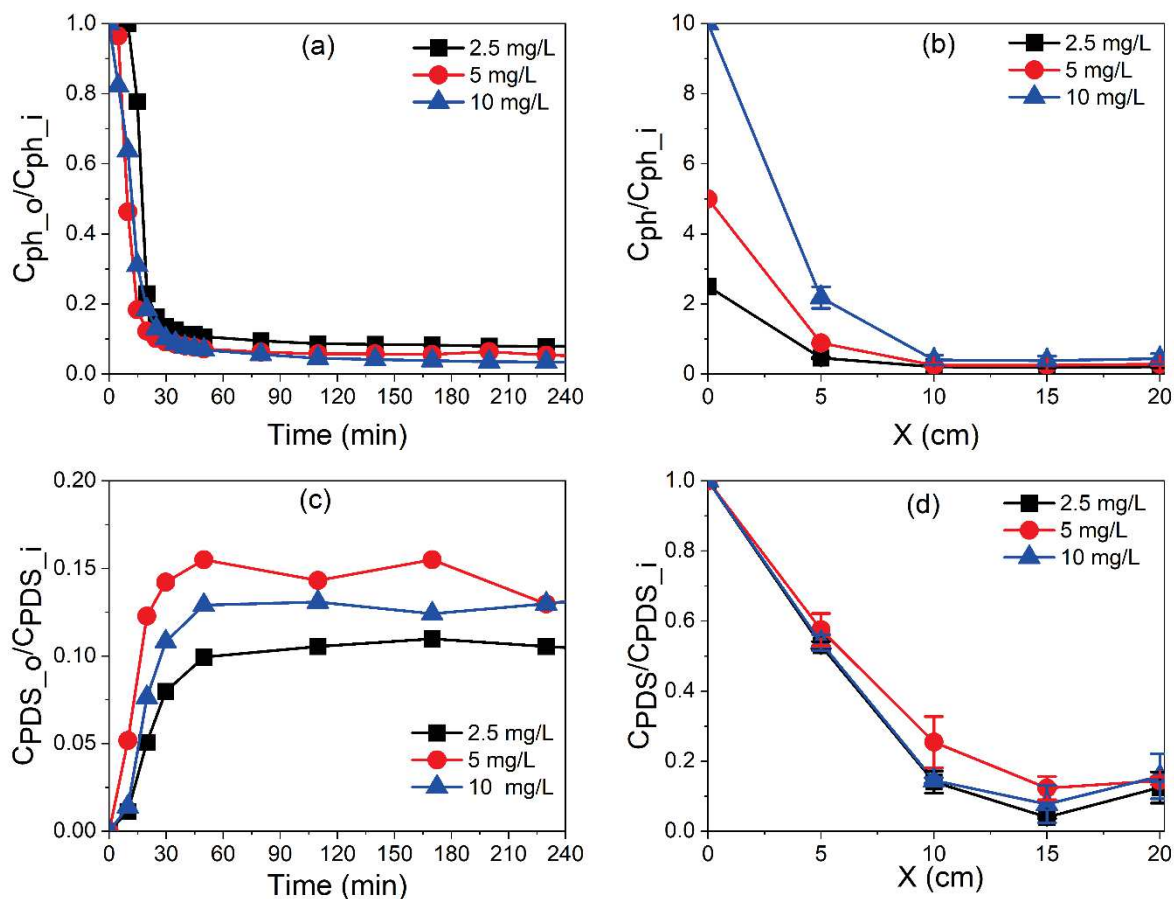 (a)
2.5 mg/L
5 mg/L
10 mg/L
1.0
0.8
0.6
0.4
0.2
0.0
Cph_o/Cph_i
0 30 60 90 120 150 180 210 240
Time (min)
(b)
2.5 mg/L
5 mg/L
10 mg/L
10
8
6
4
2
0
Cph/Cph_i
0 5 10 15 20
X (cm)
(c)
2.5 mg/L
5 mg/L
10 mg/L
0.20
0.15
0.10
0.05
0.00
CPDS_o/CPDS_i
0 30 60 90 120 150 180 210 240
Time (min)
(d)
2.5 mg/L
5 mg/L
10 mg/L
1.0
0.8
0.6
0.4
0.2
0.0
CPDS/CPDS_i
0 5 10 15 20
X (cm)